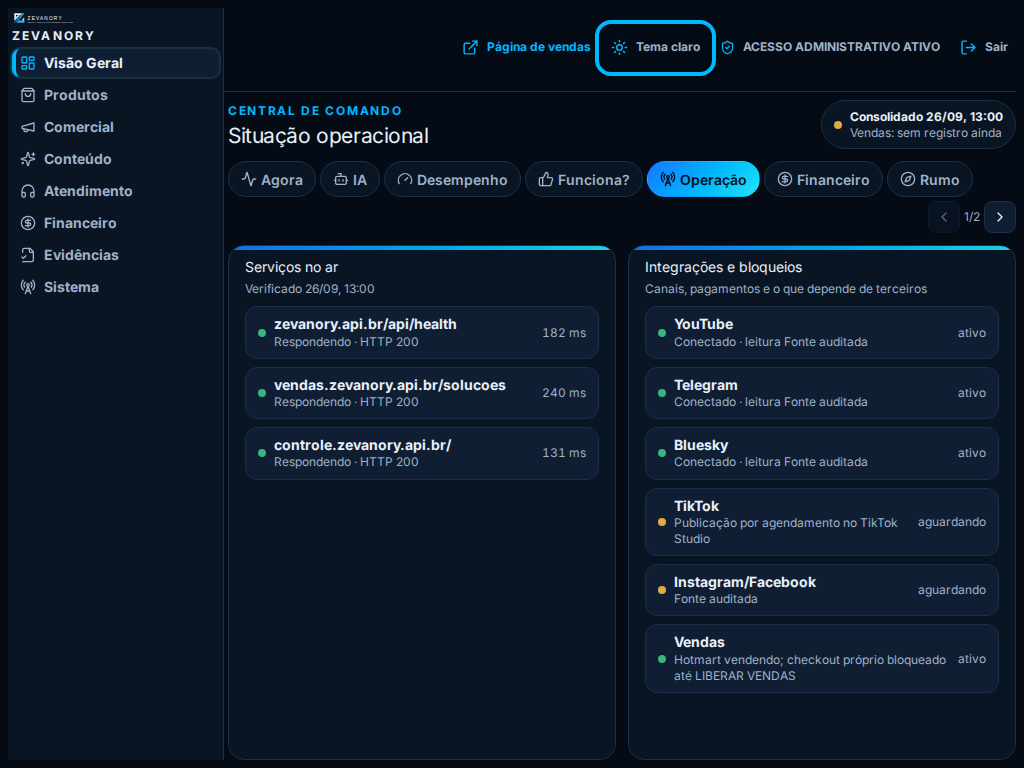 ZEVANORY
ZEVANORY
Visão Geral
Produtos
Comercial
Conteúdo
Atendimento
Financeiro
Evidências
Sistema
Página de vendas
Tema claro
ACESSO ADMINISTRATIVO ATIVO
Sair
CENTRAL DE COMANDO
Situação operacional
Consolidado 26/09, 13:00
Vendas: sem registro ainda
Agora
IA
Desempenho
Funciona?
Operação
Financeiro
Rumo
1/2
Serviços no ar
Verificado 26/09, 13:00
zevanory.api.br/api/health
Respondendo · HTTP 200
182 ms
vendas.zevanory.api.br/solucoes
Respondendo · HTTP 200
240 ms
controle.zevanory.api.br/
Respondendo · HTTP 200
131 ms
Integrações e bloqueios
Canais, pagamentos e o que depende de terceiros
YouTube
Conectado · leitura Fonte auditada
ativo
Telegram
Conectado · leitura Fonte auditada
ativo
Bluesky
Conectado · leitura Fonte auditada
ativo
TikTok
Publicação por agendamento no TikTok
Studio
aguardando
Instagram/Facebook
Fonte auditada
aguardando
Vendas
Hotmart vendendo; checkout próprio bloqueado
até LIBERAR VENDAS
ativo